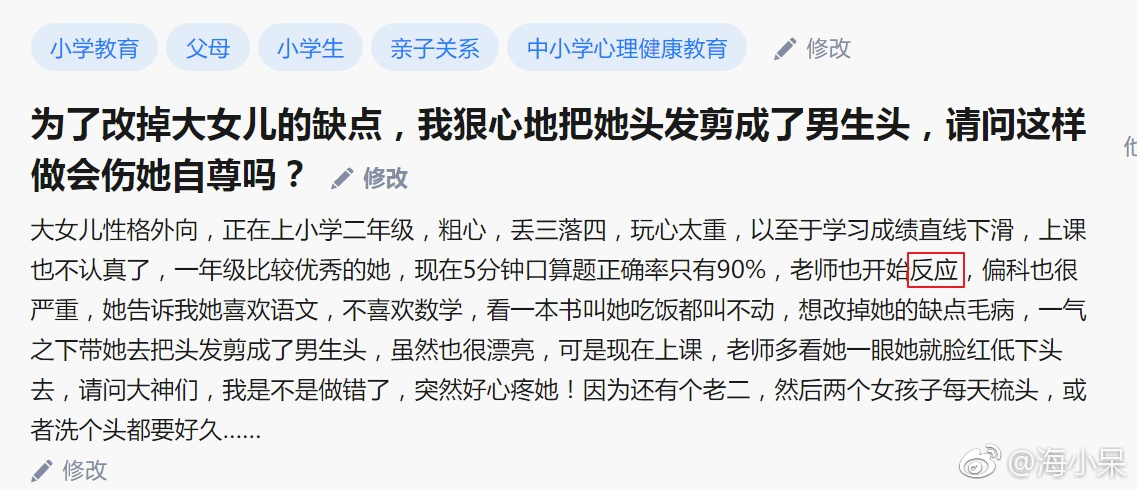 小学教育 父母 小学生 亲子关系 中小学心理健康教育 修改
为了改掉大女儿的缺点，我狠心地把她头发剪成了男生头，请问这样
做会伤她自尊吗？ 修改
大女儿性格外向，正在上小学二年级，粗心，丢三落四，玩心太重，以至于学习成绩直线下滑，上课
也不认真了，一年级比较优秀的她，现在5分钟口算题正确率只有90%，老师也开始反应，偏科也很
严重，她告诉我她喜欢语文，不喜欢数学，看一本书叫她吃饭都叫不动，想改掉她的缺点毛病，一气
之下带她去把头发剪成了男生头，虽然也很漂亮，可是现在上课，老师多看她一眼她就脸红低下头
去，请问大神们，我是不是做错了，突然好心疼她！因为还有个老二，然后两个女孩子每天梳头，或
者洗个头都要好久......
修改
@海小呆